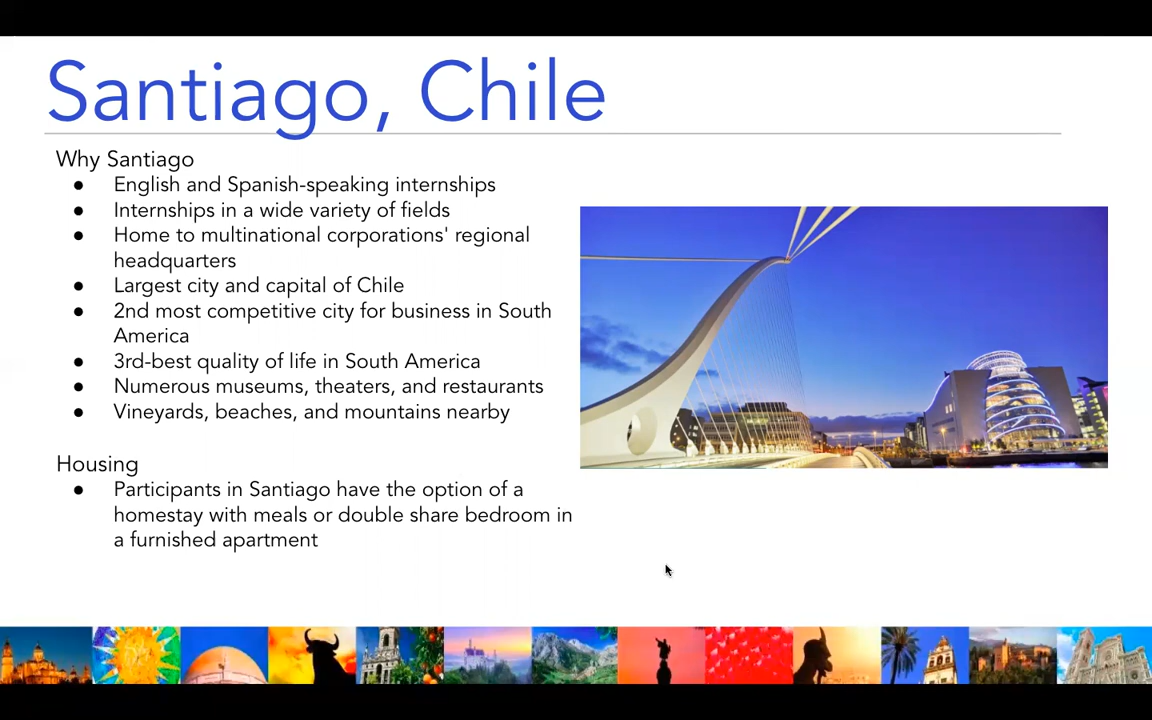 Santiago, Chile
Why Santiago
● English and Spanish-speaking internships
● Internships in a wide variety of fields
● Home to multinational corporations' regional
headquarters
● Largest city and capital of Chile
● 2nd most competitive city for business in South
America
● 3rd-best quality of life in South America
● Numerous museums, theaters, and restaurants
● Vineyards, beaches, and mountains nearby
Housing
● Participants in Santiago have the option of a
homestay with meals or double share bedroom in
a furnished apartment